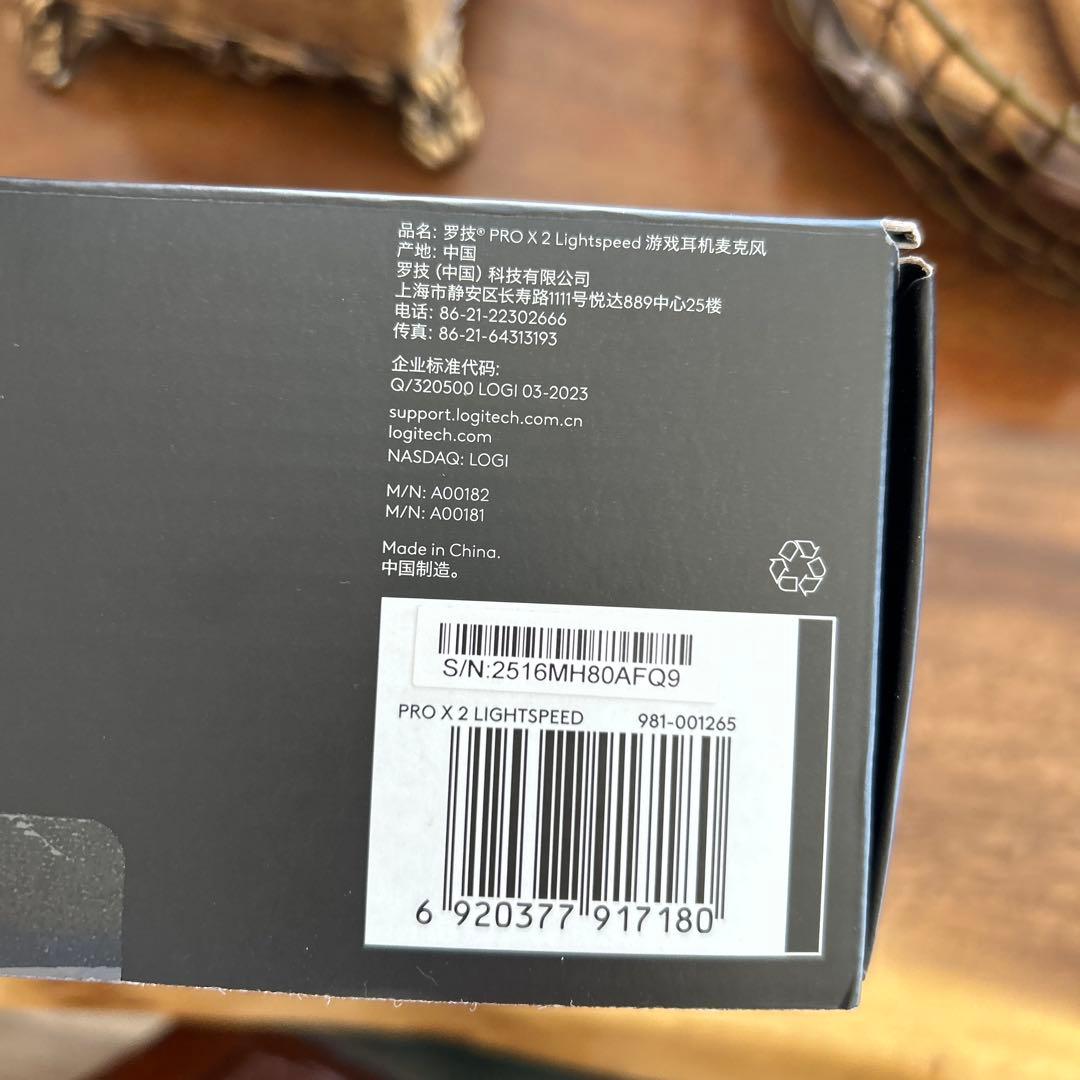 品名: 罗技® PRO X 2 Lightspeed 游戏耳机麦克风
产地: 中国
罗技 (中国) 科技有限公司
上海市静安区长寿路1111号悦达889中心25楼
电话: 86-21-22302666
传真: 86-21-64313193
企业标准代码:
Q/320500 LOGI 03-2023
support.logitech.com.cn
logitech.com
NASDAQ: LOGI
M/N: A00182
M/N: A00181
Made in China.
中国制造。
S/N:2516MH80AFQ9
PRO X 2 LIGHTSPEED 981-001265
6 920377 917180